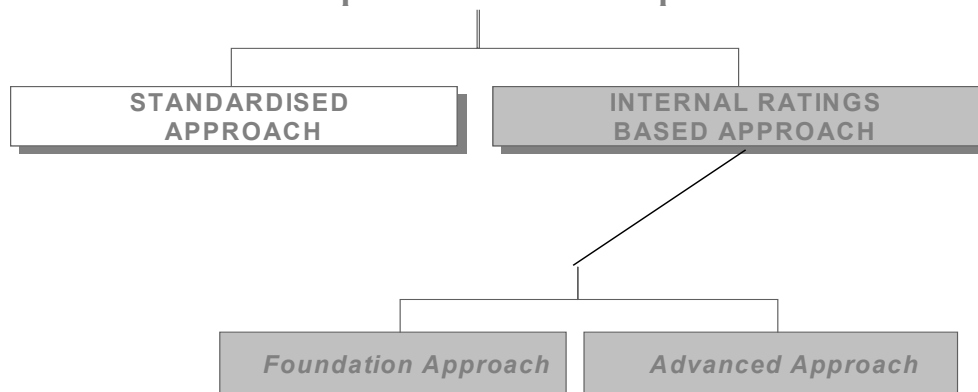 STANDARDISED
APPROACH
INTERNAL RATINGS
BASED APPROACH
Foundation Approach
Advanced Approach